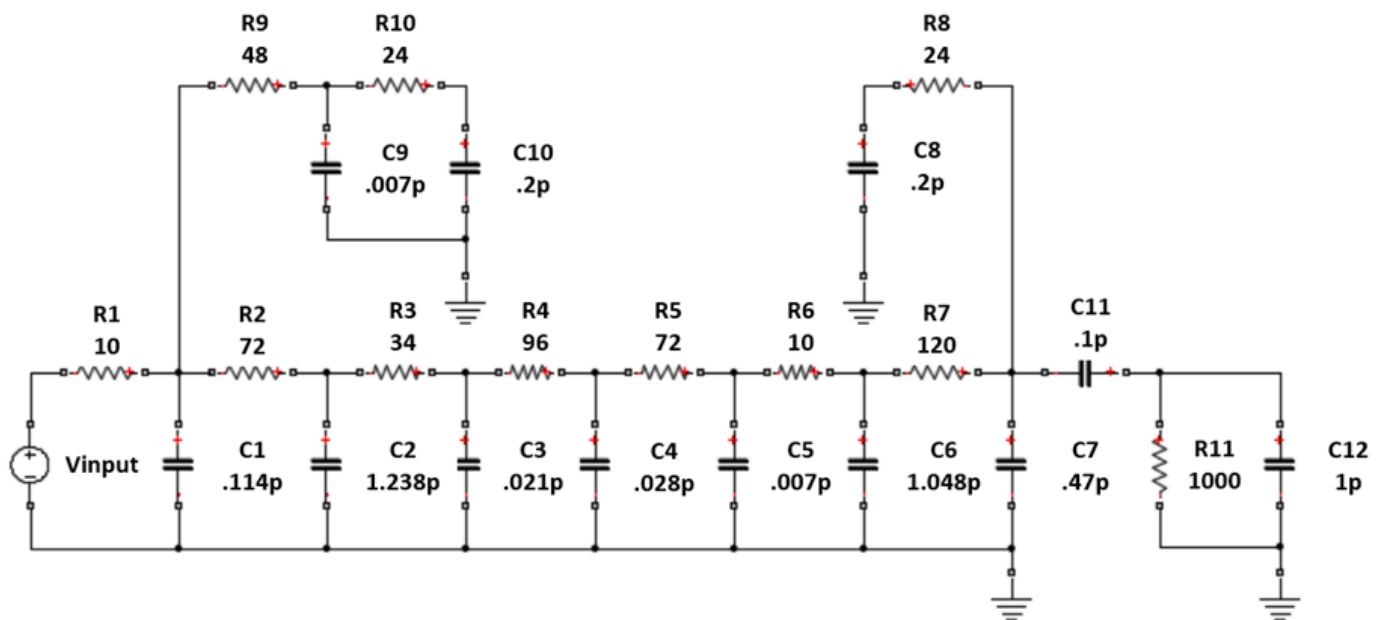 R9
48
R10
24
R8
24
C9
.007p
C10
.2p
C8
.2p
R1
10
R2
72
R3
34
R4
96
R5
72
R6
10
R7
120
C11
.1p
Vinput
C1
.114p
C2
1.238p
C3
.021p
C4
.028p
C5
.007p
C6
1.048p
C7
.47p
R11
1000
C12
1p